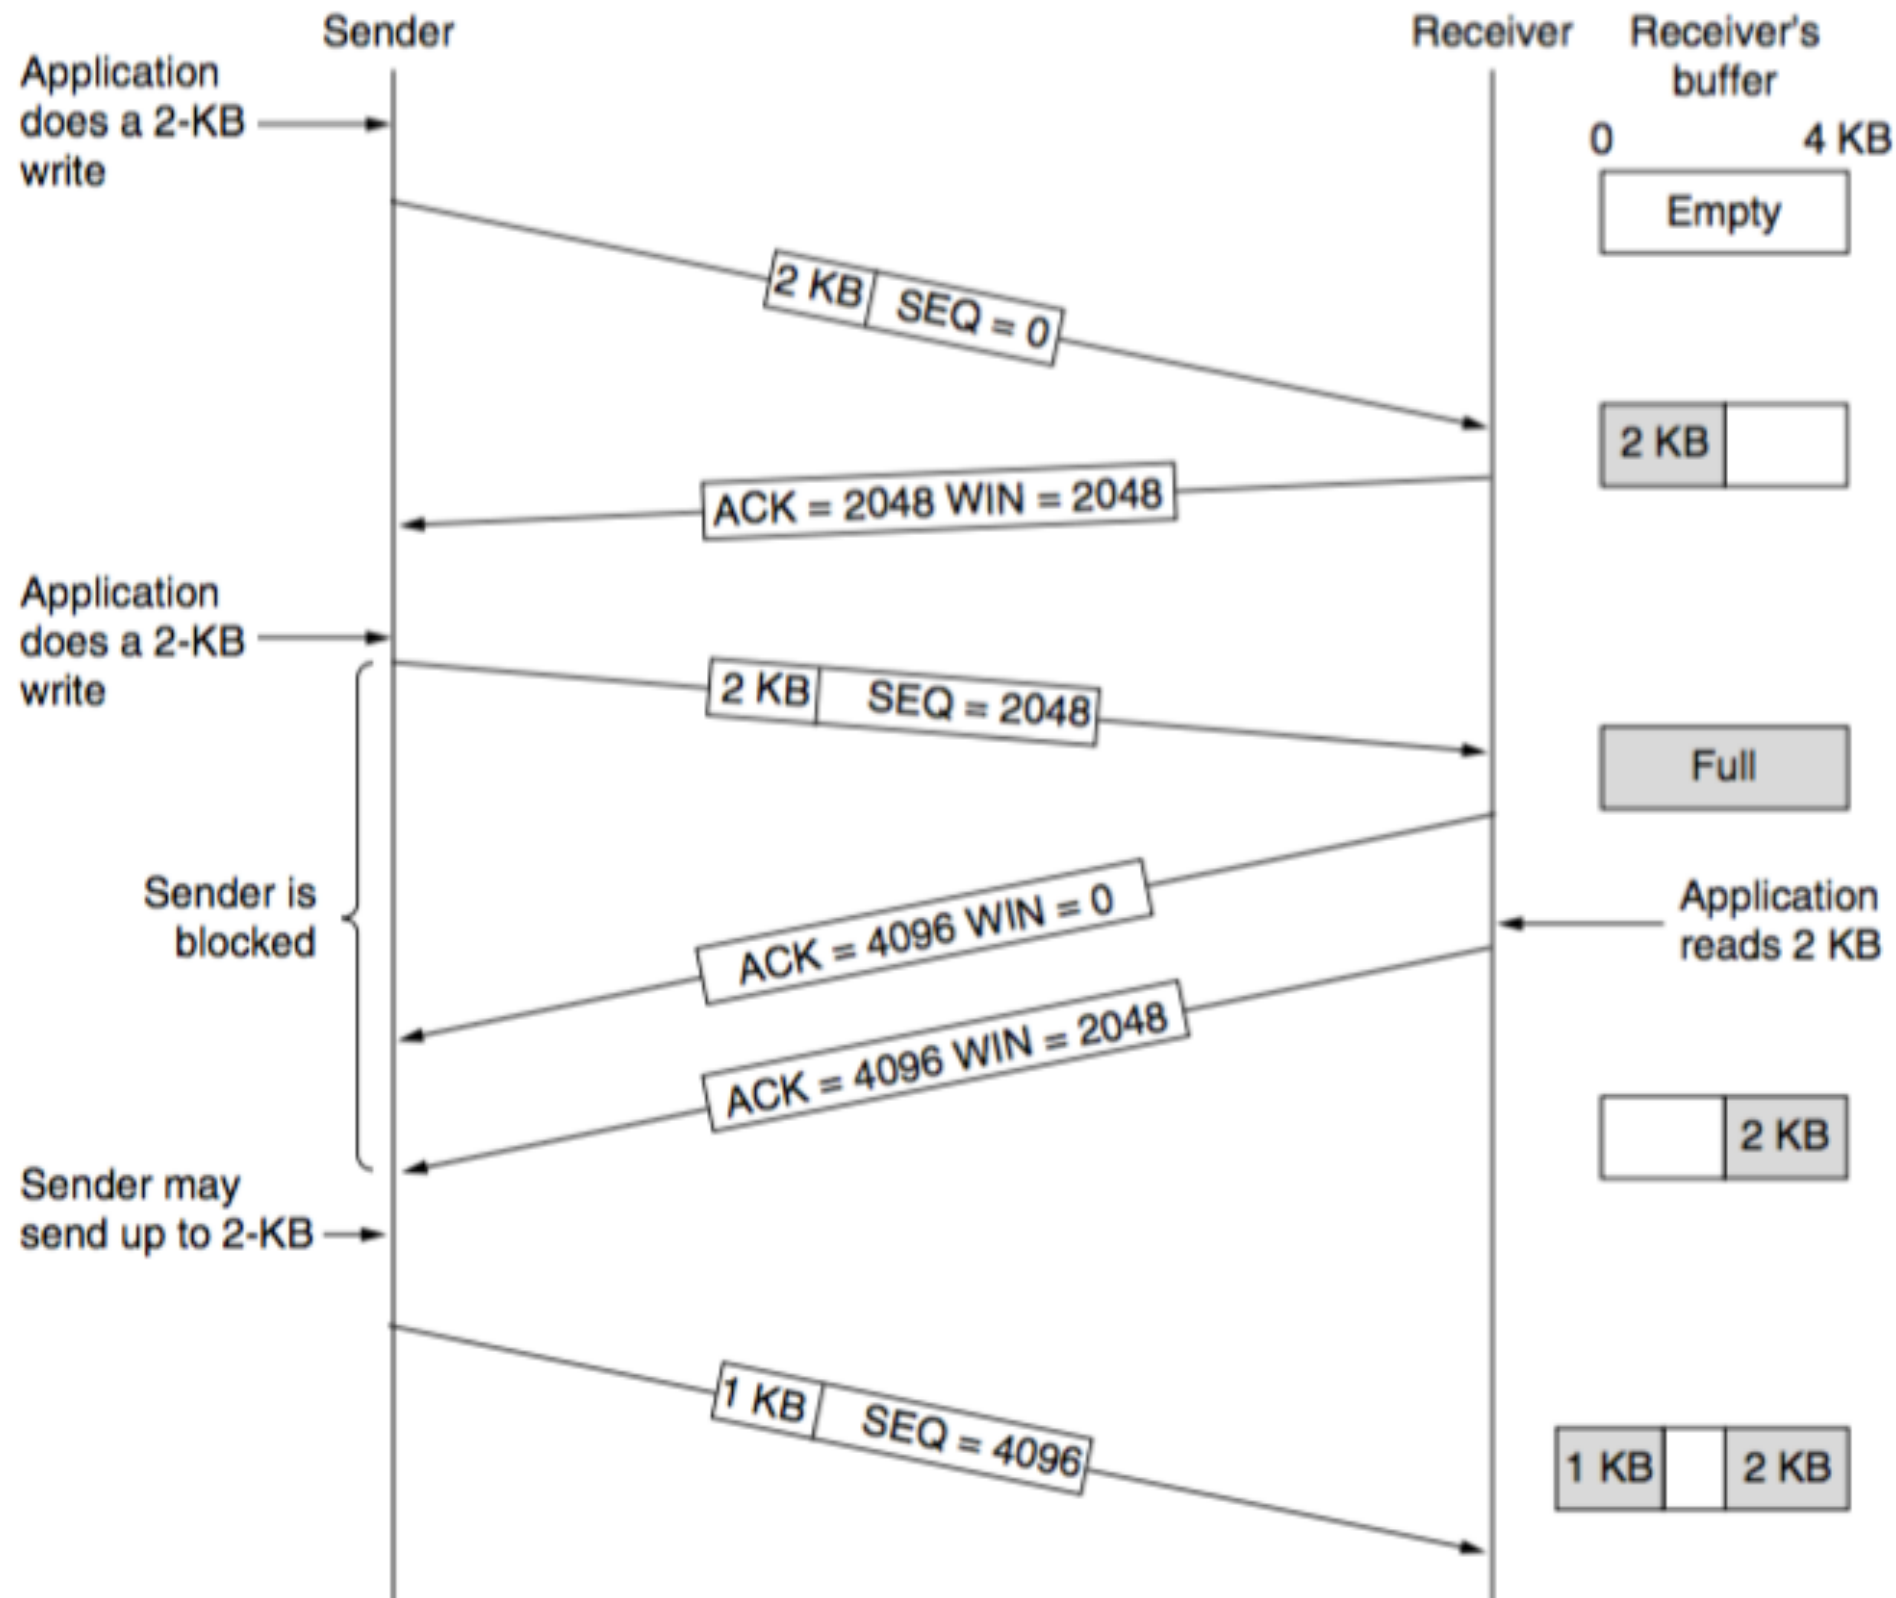 Sender
Receiver
Receiver's
buffer
Application
does a 2-KB
write
0
4 KB
Empty
2 KB
SEQ = 0
2 KB
ACK = 2048 WIN = 2048
Application
does a 2-KB
write
2 KB
SEQ = 2048
Full
Sender is
blocked
ACK = 4096 WIN = 0
Application
reads 2 KB
ACK = 4096 WIN = 2048
2 KB
Sender may
send up to 2-KB
1 KB
SEQ = 4096
1 KB
2 KB